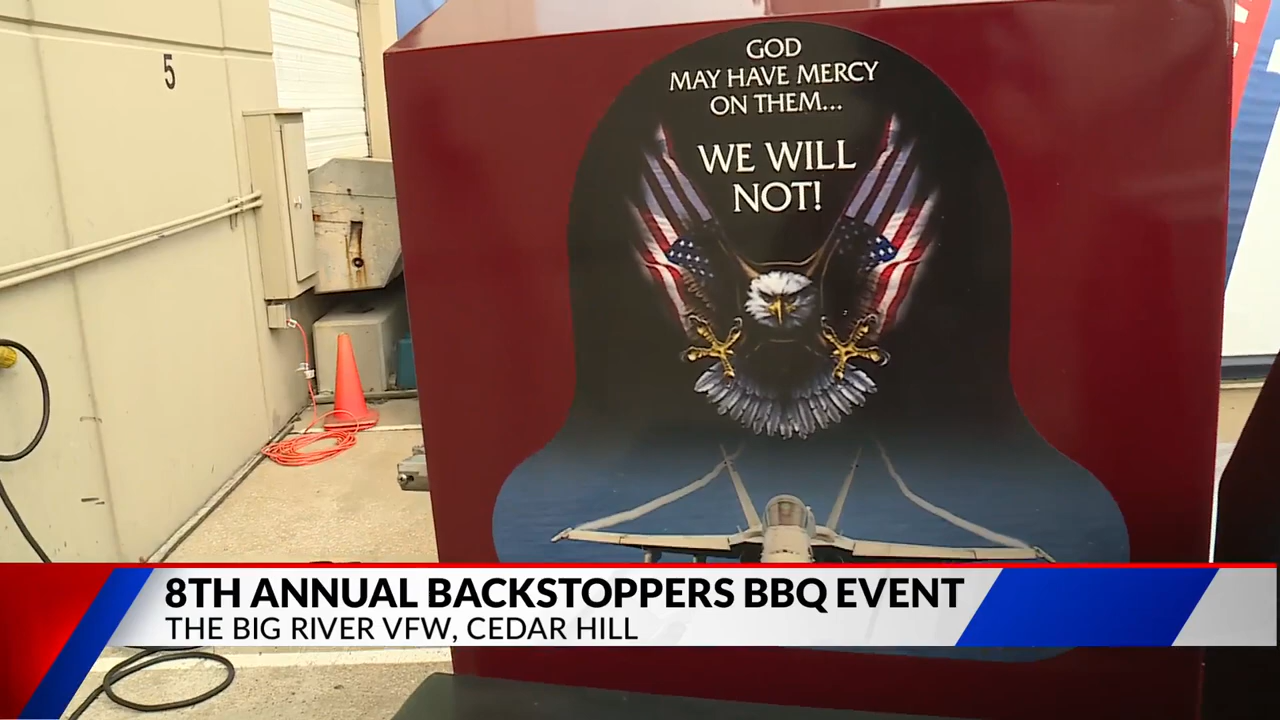 5
GOD
MAY HAVE MERCY
ON THEM...
WE WILL
NOT!
8TH ANNUAL BACKSTOPPERS BBQ EVENT
THE BIG RIVER VFW, CEDAR HILL